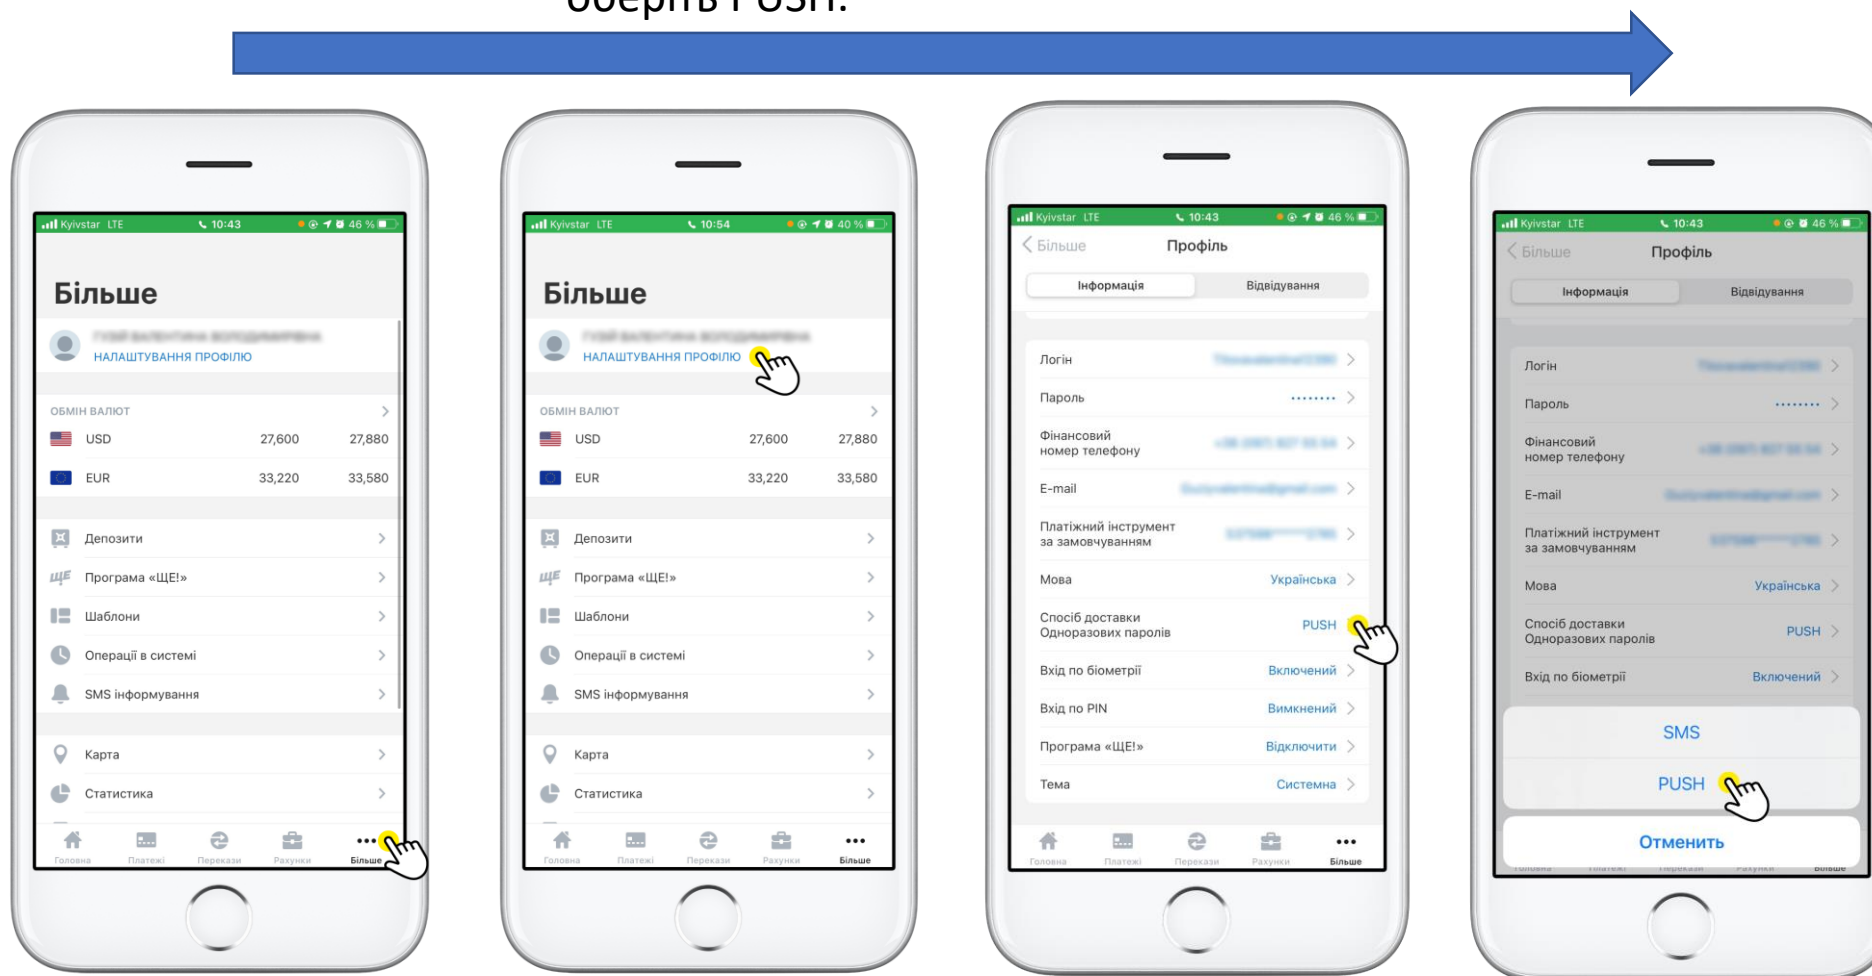 оберіть PUSH.
Kyivstar LTE 10:43 46 %
Більше
НАЛАШТУВАННЯ ПРОФІЛЮ
ОБМІН ВАЛЮТ
USD 27,600 27,880
EUR 33,220 33,580
Депозити
Програма «ЩЕ!»
Шаблони
Операції в системі
SMS інформування
Карта
Статистика
Головна Платежі Перекази Рахунки Більше
Kyivstar LTE 10:54 40 %
Більше
НАЛАШТУВАННЯ ПРОФІЛЮ
ОБМІН ВАЛЮТ
USD 27,600 27,880
EUR 33,220 33,580
Депозити
Програма «ЩЕ!»
Шаблони
Операції в системі
SMS інформування
Карта
Статистика
Головна Платежі Перекази Рахунки Більше
Kyivstar LTE 10:43 46 %
Більше Профіль
Інформація Відвідування
Логін
Пароль ········
Фінансовий
номер телефону
E-mail
Платіжний інструмент
за замовчуванням
Мова Українська
Спосіб доставки
Одноразових паролів PUSH
Вхід по біометрії Включений
Вхід по PIN Вимкнений
Програма «ЩЕ!» Відключити
Тема Системна
Головна Платежі Перекази Рахунки Більше
Kyivstar LTE 10:43 46 %
Більше Профіль
Інформація Відвідування
Логін
Пароль ········
Фінансовий
номер телефону
E-mail
Платіжний інструмент
за замовчуванням
Мова Українська
Спосіб доставки
Одноразових паролів PUSH
Вхід по біометрії Включений
SMS
PUSH
Отменить
Головна Платежі Перекази Рахунки Більше